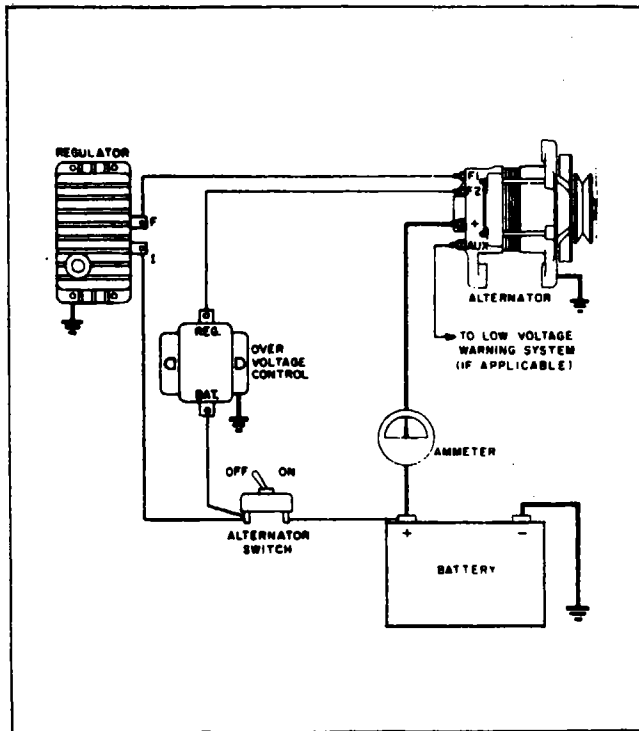 REGULATOR
F
I
F1
F2
+
AUX
ALTERNATOR
TO LOW VOLTAGE
WARNING SYSTEM
(IF APPLICABLE)
REG.
OVER
VOLTAGE
CONTROL
BAT.
AMMETER
OFF ON
ALTERNATOR
SWITCH
+ -
BATTERY